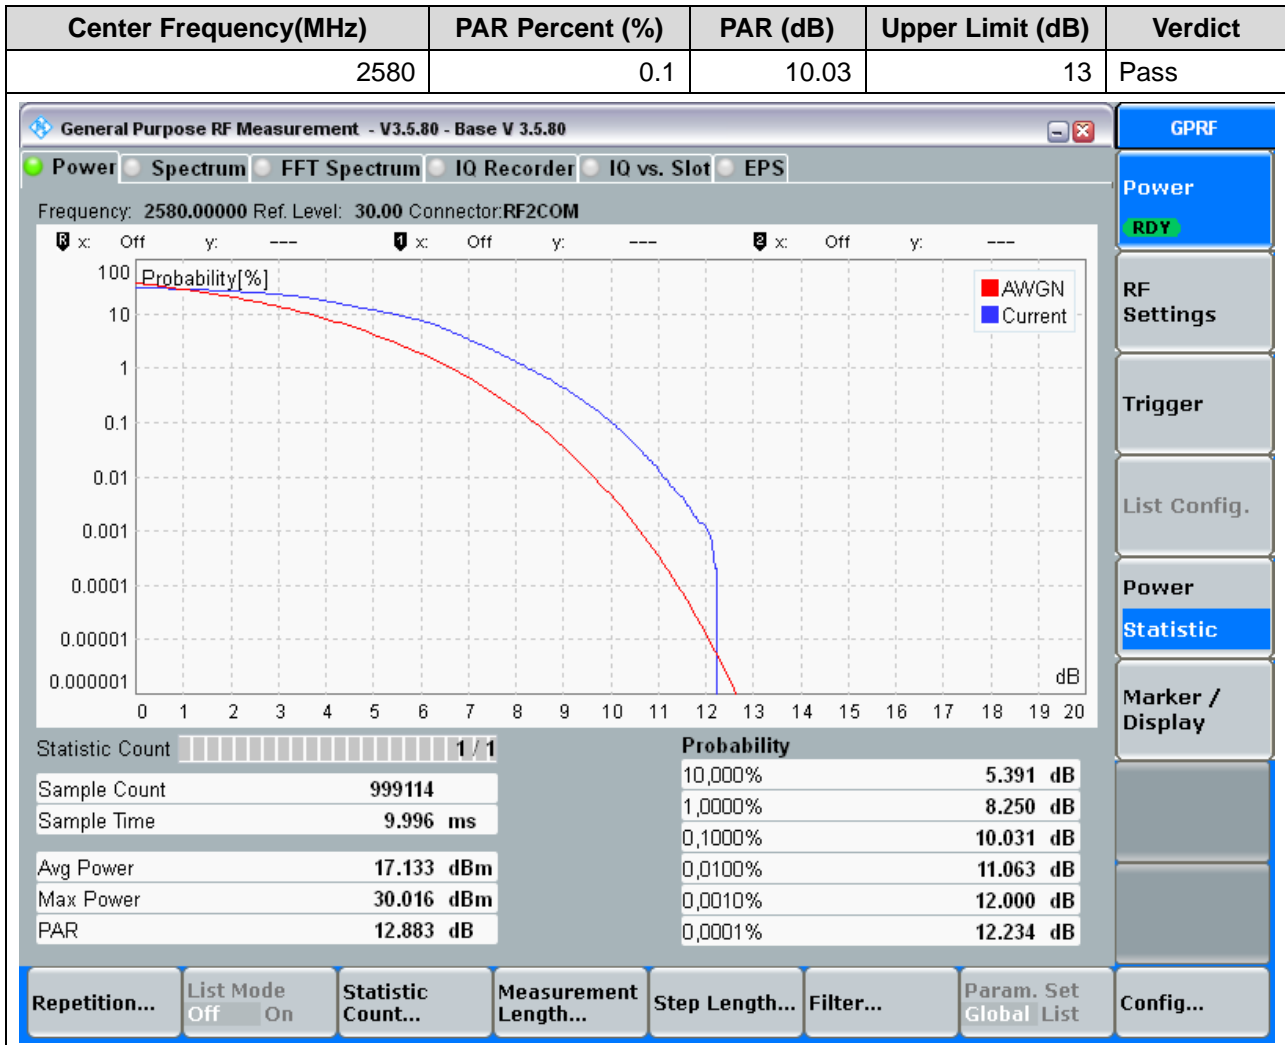 Center Frequency(MHz) PAR Percent (%) PAR (dB) Upper Limit (dB) Verdict
2580 0.1 10.03 13 Pass
General Purpose RF Measurement - V3.5.80 - Base V 3.5.80
GPRF
Power Spectrum FFT Spectrum IQ Recorder IQ vs. Slot EPS
Frequency: 2580.00000 Ref. Level: 30.00 Connector:RF2COM
R x: Off y: --- 1 x: Off y: --- 2 x: Off y: ---
Probability[%]
100
10
1
0.1
0.01
0.001
0.0001
0.00001
0.000001
AWGN
Current
dB
0 1 2 3 4 5 6 7 8 9 10 11 12 13 14 15 16 17 18 19 20
Statistic Count 1 / 1
Sample Count 999114
Sample Time 9.996 ms
Avg Power 17.133 dBm
Max Power 30.016 dBm
PAR 12.883 dB
Probability
10,000% 5.391 dB
1,0000% 8.250 dB
0,1000% 10.031 dB
0,0100% 11.063 dB
0,0010% 12.000 dB
0,0001% 12.234 dB
Power
RDY
RF
Settings
Trigger
List Config.
Power
Statistic
Marker /
Display
Repetition...
List Mode
Off On
Statistic
Count...
Measurement
Length...
Step Length...
Filter...
Param. Set
Global List
Config...